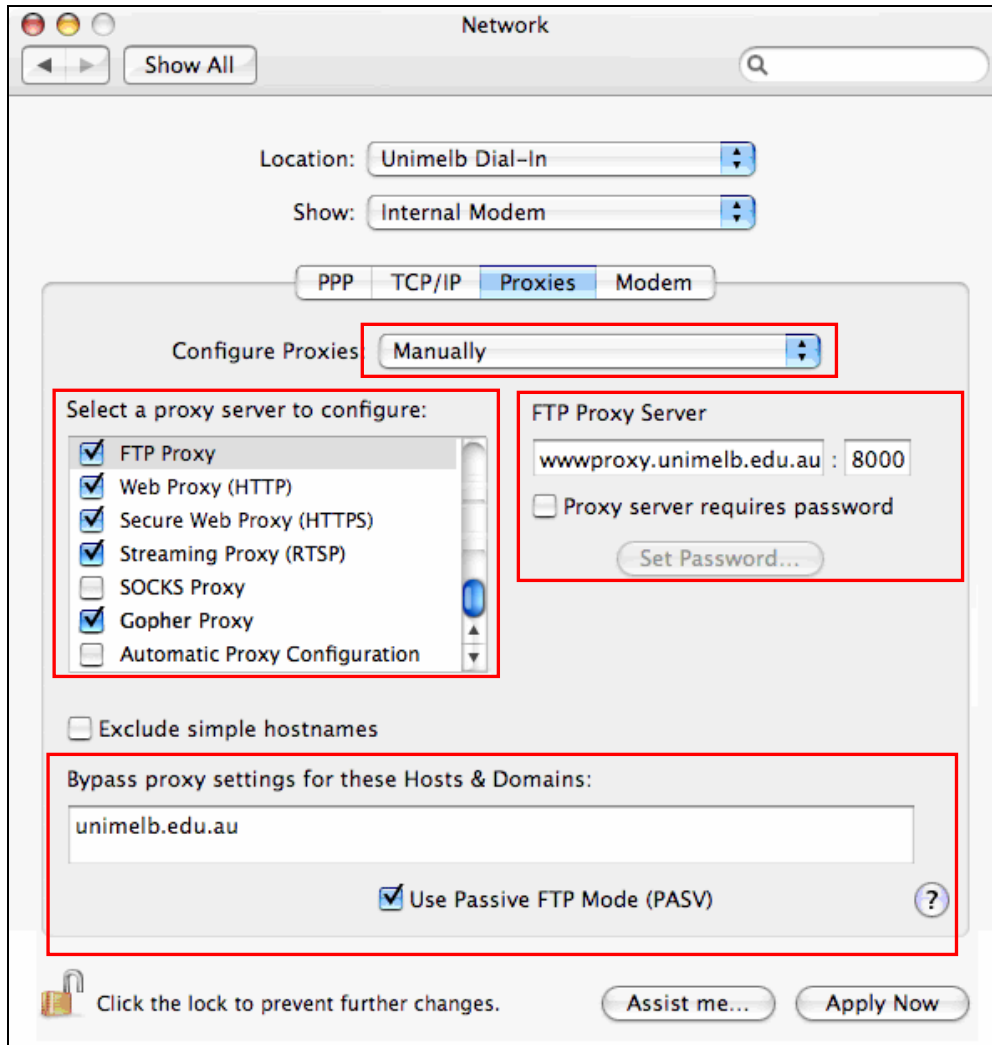 Network
Show All
Location: Unimelb Dial-In
Show: Internal Modem
PPP TCP/IP Proxies Modem
Configure Proxies: Manually
Select a proxy server to configure:
FTP Proxy
Web Proxy (HTTP)
Secure Web Proxy (HTTPS)
Streaming Proxy (RTSP)
SOCKS Proxy
Gopher Proxy
Automatic Proxy Configuration
FTP Proxy Server
wwwproxy.unimelb.edu.au : 8000
Proxy server requires password
Set Password...
Exclude simple hostnames
Bypass proxy settings for these Hosts & Domains:
unimelb.edu.au
Use Passive FTP Mode (PASV)
?
Click the lock to prevent further changes.
Assist me... Apply Now